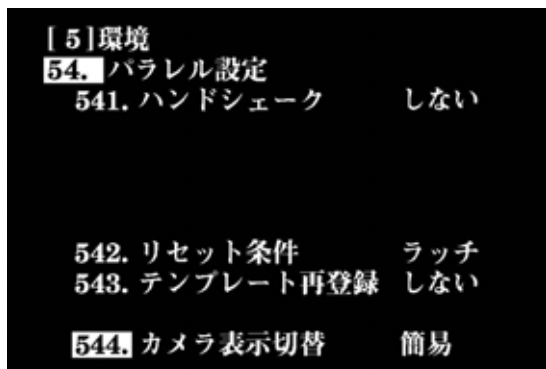 [ 5]環境
54. パラレル設定
541. ハンドシェーク しない
542. リセット条件 ラッチ
543. テンプレート再登録 しない
544. カメラ表示切替 簡易